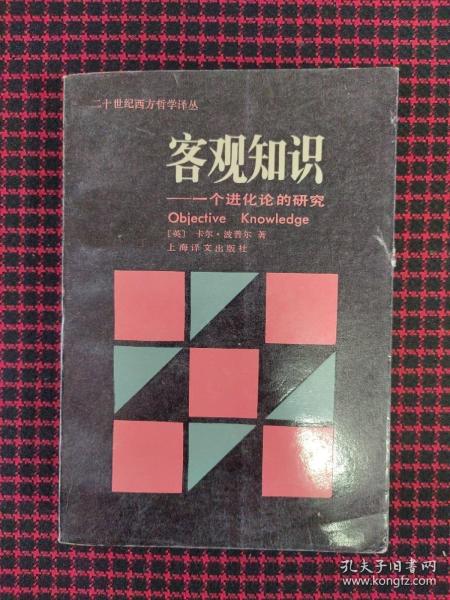 二十世纪西方哲学译丛
客观知识
——一个进化论的研究
Objective Knowledge
[英] 卡尔·波普尔 著
上海译文出版社
孔夫子旧书网
www.kongfz.com